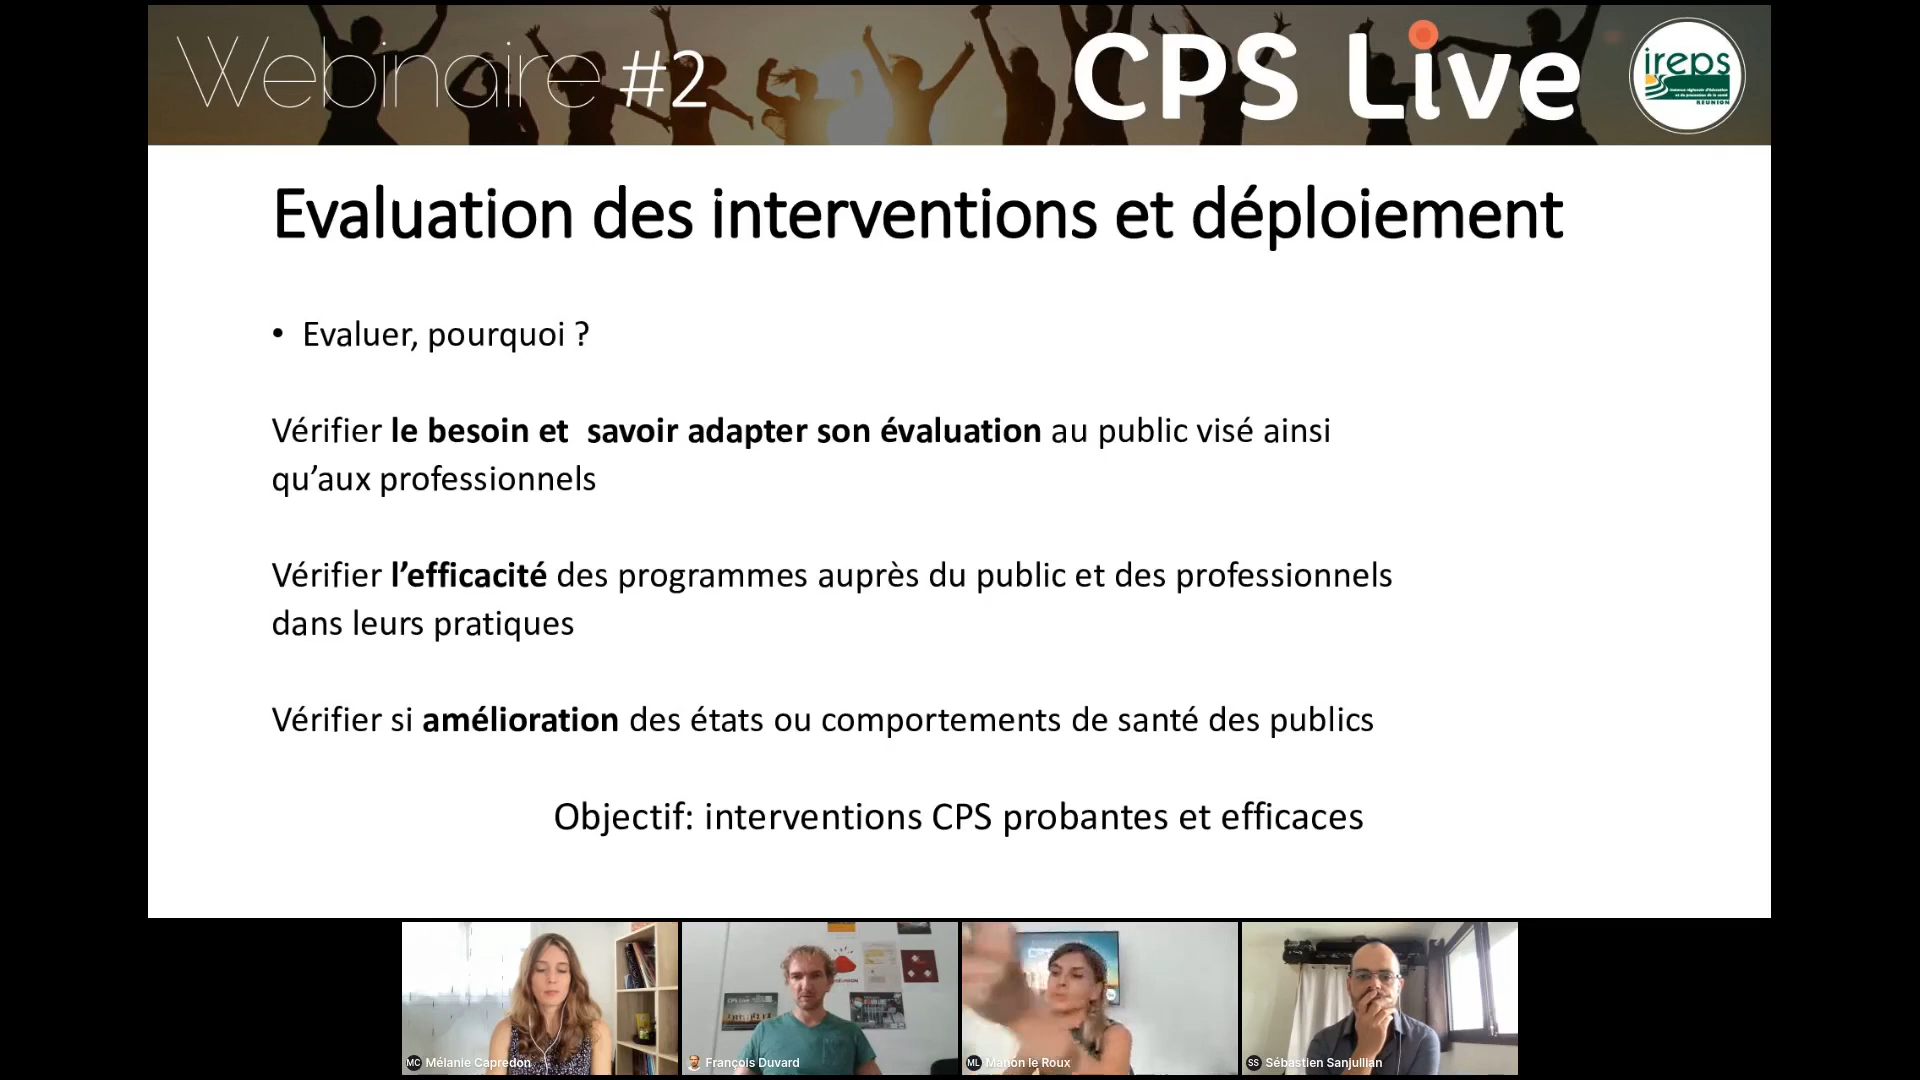 Webinaire #2
CPS Live
ireps
RÉUNION
Evaluation des interventions et déploiement
• Evaluer, pourquoi ?
Vérifier le besoin et  savoir adapter son évaluation au public visé ainsi
qu’aux professionnels
Vérifier l’efficacité des programmes auprès du public et des professionnels
dans leurs pratiques
Vérifier si amélioration des états ou comportements de santé des publics
Objectif: interventions CPS probantes et efficaces
MC Mélanie Capredon
François Duvard
ML Manon le Roux
SS Sébastien Sanjullian
CPS Live